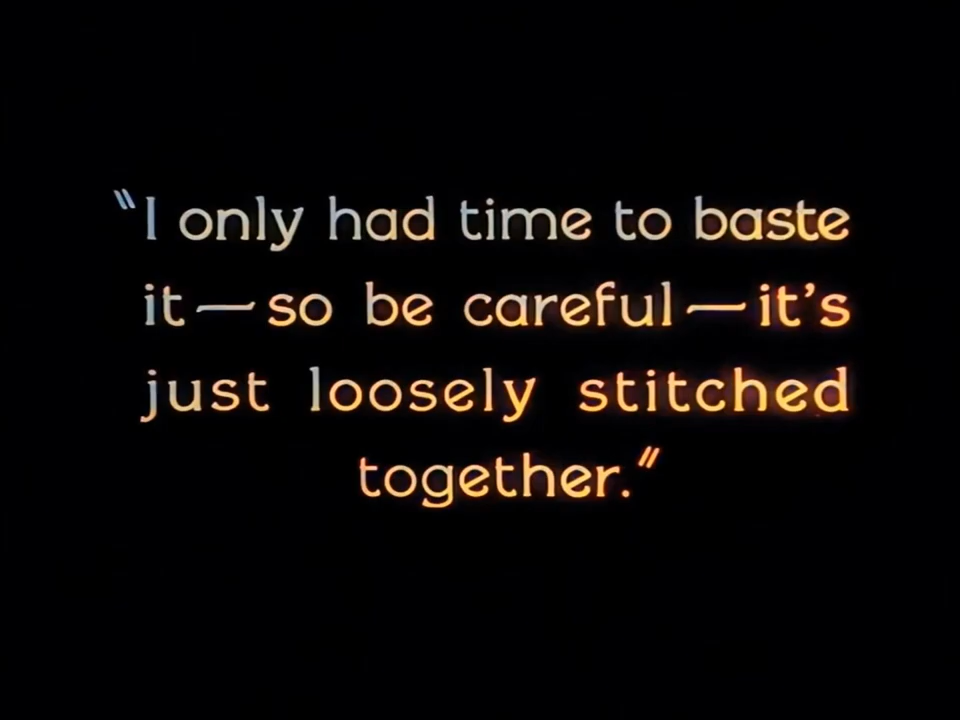 “I only had time to baste
it—so be careful—it’s
just loosely stitched
together.”